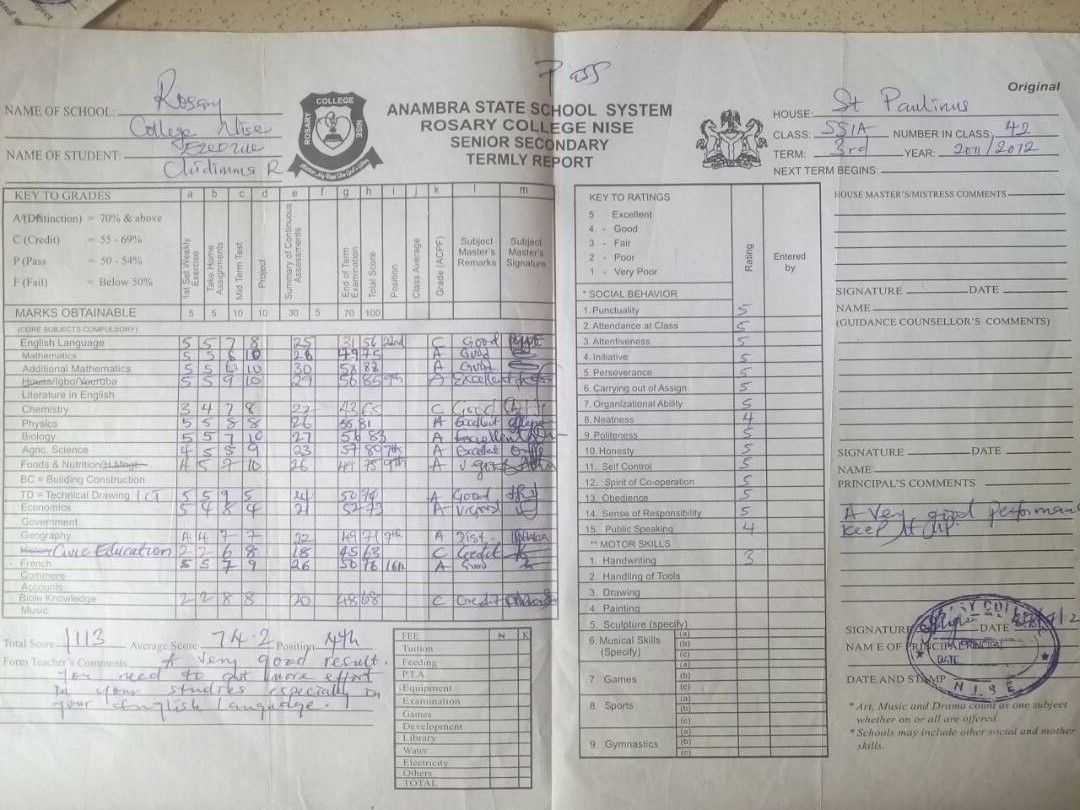 Pass
Original
NAME OF SCHOOL: Rosary
College Nise
NAME OF STUDENT: Ezeorue
Chidinma R
ROSARY COLLEGE NISE
ANAMBRA STATE SCHOOL SYSTEM
ROSARY COLLEGE NISE
SENIOR SECONDARY
TERMLY REPORT
HOUSE: St Paulinus
CLASS: SS1A NUMBER IN CLASS: 42
TERM: 3rd YEAR: 2011/2012
NEXT TERM BEGINS:
KEY TO GRADES
A (Distinction) = 70% & above
C (Credit) = 55 - 69%
P (Pass = 50 - 54%
F (Fail) = Below 50%
a b c d e f g h i j k l m
1st Set Weekly Exercise
Take Home Assignments
Mid Term Test
Project
Summary of Continuous Assessments
End of Term Examination
Total Score
Position
Class Average
Grade (ACPF)
Subject Master's Remarks
Subject Master's Signature
MARKS OBTAINABLE 5 5 10 10 30 5 70 100
(CORE SUBJECTS COMPULSORY)
English Language 5 5 7 8 25 31 56 22nd C Good
Mathematics 5 5 6 10 26 49 75 A Good
Additional Mathematics 5 5 10 30 58 88 A Good
Housa/Igbo/Youroba 5 5 9 10 29 56 85 9th A Excellent
Literature in English
Chemistry 3 4 7 8 22 43 65 C Good
Physics 5 5 8 8 26 55 81 A Excellent
Biology 5 5 7 10 27 56 83 A Excellent
Agric. Science 4 5 5 9 23 57 80 7th A Excellent
Foods & Nutrition/H.Mngt 4 5 7 10 26 49 75 9th A V good
BC = Building Construction
TD = Technical Drawing ICT 5 5 9 5 24 50 74 A Good
Economics 5 4 8 4 21 52 73 A V.good
Government
Geography 4 4 7 7 22 49 71 7th A Dist.
History Civic Education 2 2 6 8 18 45 63 C Credit
French 5 5 7 9 26 50 76 16th A Good
Commere
Accounts
Bible Knowledge 2 2 8 8 20 48 68 C Credit
Music
Total Score 1113 Average Score 74.2 Position 4th
Form Teacher's Comments A very good result.
You need to put more effort
in your studies especially in
your English language.
FEE N K
Tuition
Feeding
P.T.A.
Equipment
Examination
Games
Development
Library
Water
Electricity
Others
TOTAL
KEY TO RATINGS
5 Excellent
4. - Good
3 - Fair
2 - Poor
1 - Very Poor
Rating
Entered by
* SOCIAL BEHAVIOR
1. Punctuality 5
2. Attendance at Class 5
3. Attentiveness 5
4. Initiative 5
5. Perseverance 5
6. Carrying out of Assign 5
7. Organizational Ability 5
8. Neatness 4
9. Politeness 5
10. Honesty 5
11. Self Control 5
12. Spirit of Co-operation 5
13. Obedience 5
14. Sense of Responsibility 5
15. Public Speaking 4
** MOTOR SKILLS
1. Handwriting 3
2. Handling of Tools
3. Drawing
4. Painting
5. Sculpture (specify)
6. Musical Skills (a)
(Specify) (b)
(c)
7. Games (a)
(b)
(c)
8. Sports (a)
(b)
(c)
9. Gymnastics (a)
(b)
(c)
HOUSE MASTER'S/MISTRESS COMMENTS
SIGNATURE DATE
NAME
(GUIDANCE COUNSELLOR'S COMMENTS)
SIGNATURE DATE
NAME
PRINCIPAL'S COMMENTS
A very good performance
keep it up.
SIGNATURE DATE
NAME OF PRINCIPAL
DATE AND STAMP
PRINCIPAL
DATE
NISE
* Art, Music and Drama count as one subject
whether on or all are offered.
* Schools may include other social and mother
skills.